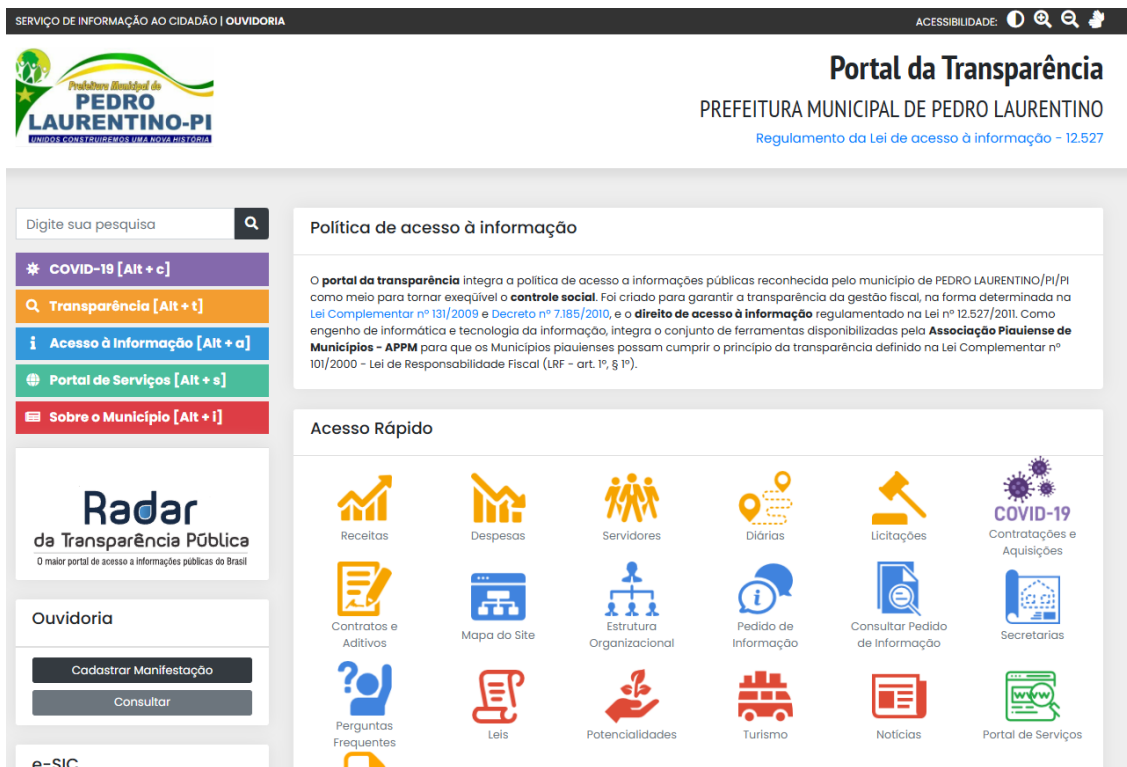 SERVIÇO DE INFORMAÇÃO AO CIDADÃO | OUVIDORIA
ACESSIBILIDADE:
Prefeitura Municipal de
PEDRO
LAURENTINO-PI
UNIDOS CONSTRUIREMOS UMA NOVA HISTÓRIA
Portal da Transparência
PREFEITURA MUNICIPAL DE PEDRO LAURENTINO
Regulamento da Lei de acesso à informação - 12.527
Digite sua pesquisa
COVID-19 [Alt + c]
Transparência [Alt + t]
Acesso à Informação [Alt + a]
Portal de Serviços [Alt + s]
Sobre o Município [Alt + i]
Radar
da Transparência Pública
O maior portal de acesso a informações públicas do Brasil
Ouvidoria
Cadastrar Manifestação
Consultar
e-SIC
Política de acesso à informação
O portal da transparência integra a política de acesso a informações públicas reconhecida pelo município de PEDRO LAURENTINO/PI/PI
como meio para tornar exeqüível o controle social. Foi criado para garantir a transparência da gestão fiscal, na forma determinada na
Lei Complementar nº 131/2009 e Decreto nº 7.185/2010, e o direito de acesso à informação regulamentado na Lei nº 12.527/2011. Como
engenho de informática e tecnologia da informação, integra o conjunto de ferramentas disponibilizadas pela Associação Piauiense de
Municípios - APPM para que os Municípios piauienses possam cumprir o princípio da transparência definido na Lei Complementar nº
101/2000 - Lei de Responsabilidade Fiscal (LRF - art. 1º, § 1º).
Acesso Rápido
Receitas
Despesas
Servidores
Diárias
Licitações
COVID-19
Contratações e
Aquisições
Contratos e
Aditivos
Mapa do Site
Estrutura
Organizacional
Pedido de
Informação
Consultar Pedido
de Informação
Secretarias
Perguntas
Frequentes
Leis
Potencialidades
Turismo
Notícias
www
Portal de Serviços